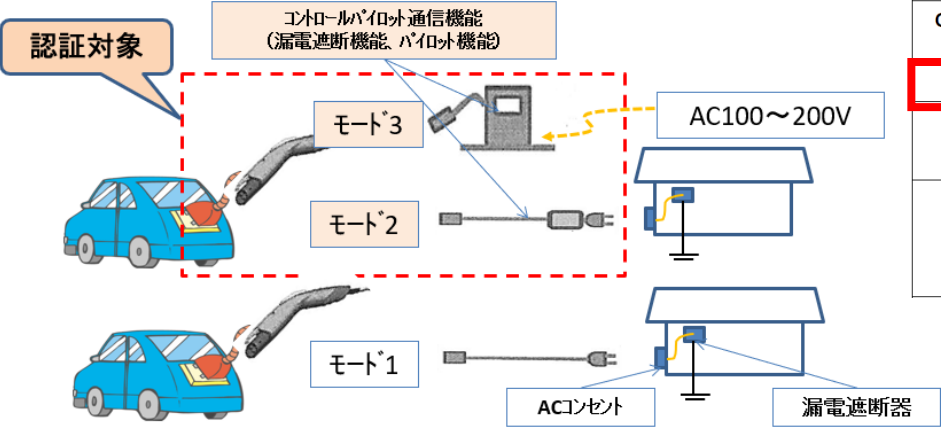 コントロールパイロット通信機能
(漏電遮断機能、パイロット機能)
認証対象
モード3
AC100～200V
モード2
モード1
ACコンセント
漏電遮断器